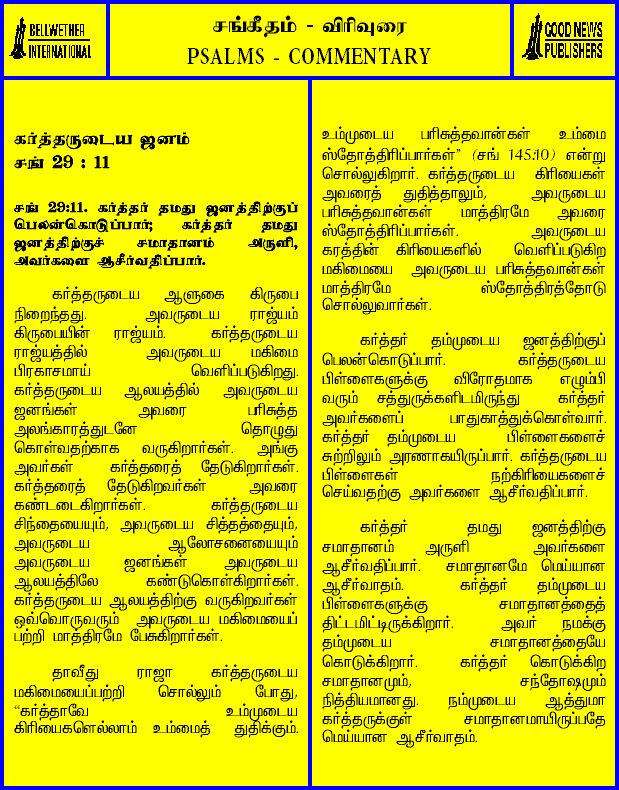 BELLWETHER
INTERNATIONAL
சங்கீதம் - விரிவுரை
PSALMS - COMMENTARY
GOOD NEWS
PUBLISHERS
கர்த்தருடைய ஜனம்
சங் 29 : 11
சங் 29:11. கர்த்தர் தமது ஜனத்திற்குப்
பெலன்கொடுப்பார்; கர்த்தர் தமது
ஜனத்திற்குச் சமாதானம் அருளி,
அவர்களை ஆசீர்வதிப்பார்.
கர்த்தருடைய ஆளுகை கிருபை
நிறைந்தது. அவருடைய ராஜ்யம்
கிருபையின் ராஜ்யம். கர்த்தருடைய
ராஜ்யத்தில் அவருடைய மகிமை
பிரகாசமாய் வெளிப்படுகிறது.
கர்த்தருடைய ஆலயத்தில் அவருடைய
ஜனங்கள் அவரை பரிசுத்த
அலங்காரத்துடனே தொழுது
கொள்வதற்காக வருகிறார்கள். அங்கு
அவர்கள் கர்த்தரைத் தேடுகிறார்கள்.
கர்த்தரைத் தேடுகிறவர்கள் அவரை
கண்டடைகிறார்கள். கர்த்தருடைய
சிந்தையையும், அவருடைய சித்தத்தையும்,
அவருடைய ஆலோசனையையும்
அவருடைய ஜனங்கள் அவருடைய
ஆலயத்திலே கண்டுகொள்கிறார்கள்.
கர்த்தருடைய ஆலயத்திற்கு வருகிறவர்கள்
ஒவ்வொருவரும் அவருடைய மகிமையைப்
பற்றி மாத்திரமே பேசுகிறார்கள்.
தாவீது ராஜா கர்த்தருடைய
மகிமையைப்பற்றி சொல்லும் போது,
“கர்த்தாவே உம்முடைய
கிரியைகளெல்லாம் உம்மைத் துதிக்கும்.
உம்முடைய பரிசுத்தவான்கள் உம்மை
ஸ்தோத்திரிப்பார்கள்” (சங் 145:10) என்று
சொல்லுகிறார். கர்த்தருடைய கிரியைகள்
அவரைத் துதித்தாலும், அவருடைய
பரிசுத்தவான்கள் மாத்திரமே அவரை
ஸ்தோத்திரிப்பார்கள். அவருடைய
கரத்தின் கிரியைகளில் வெளிப்படுகிற
மகிமையை அவருடைய பரிசுத்தவான்கள்
மாத்திரமே ஸ்தோத்திரத்தோடு
சொல்லுவார்கள்.
கர்த்தர் தம்முடைய ஜனத்திற்குப்
பெலன்கொடுப்பார். கர்த்தருடைய
பிள்ளைகளுக்கு விரோதமாக எழும்பி
வரும் சத்துருக்களிடமிருந்து கர்த்தர்
அவர்களைப் பாதுகாத்துக்கொள்வார்.
கர்த்தர் தம்முடைய பிள்ளைகளைச்
சுற்றிலும் அரணாகயிருப்பார். கர்த்தருடைய
பிள்ளைகள் நற்கிரியைகளைச்
செய்வதற்கு அவர்களை ஆசீர்வதிப்பார்.
கர்த்தர் தமது ஜனத்திற்கு
சமாதானம் அருளி அவர்களை
ஆசீர்வதிப்பார். சமாதானமே மெய்யான
ஆசீர்வாதம். கர்த்தர் தம்முடைய
பிள்ளைகளுக்கு சமாதானத்தைத்
திட்டமிட்டிருக்கிறார். அவர் நமக்கு
தம்முடைய சமாதானத்தையே
கொடுக்கிறார். கர்த்தர் கொடுக்கிற
சமாதானமும், சந்தோஷமும்
நித்தியமானது. நம்முடைய ஆத்துமா
கர்த்தருக்குள் சமாதானமாயிருப்பதே
மெய்யான ஆசீர்வாதம்.